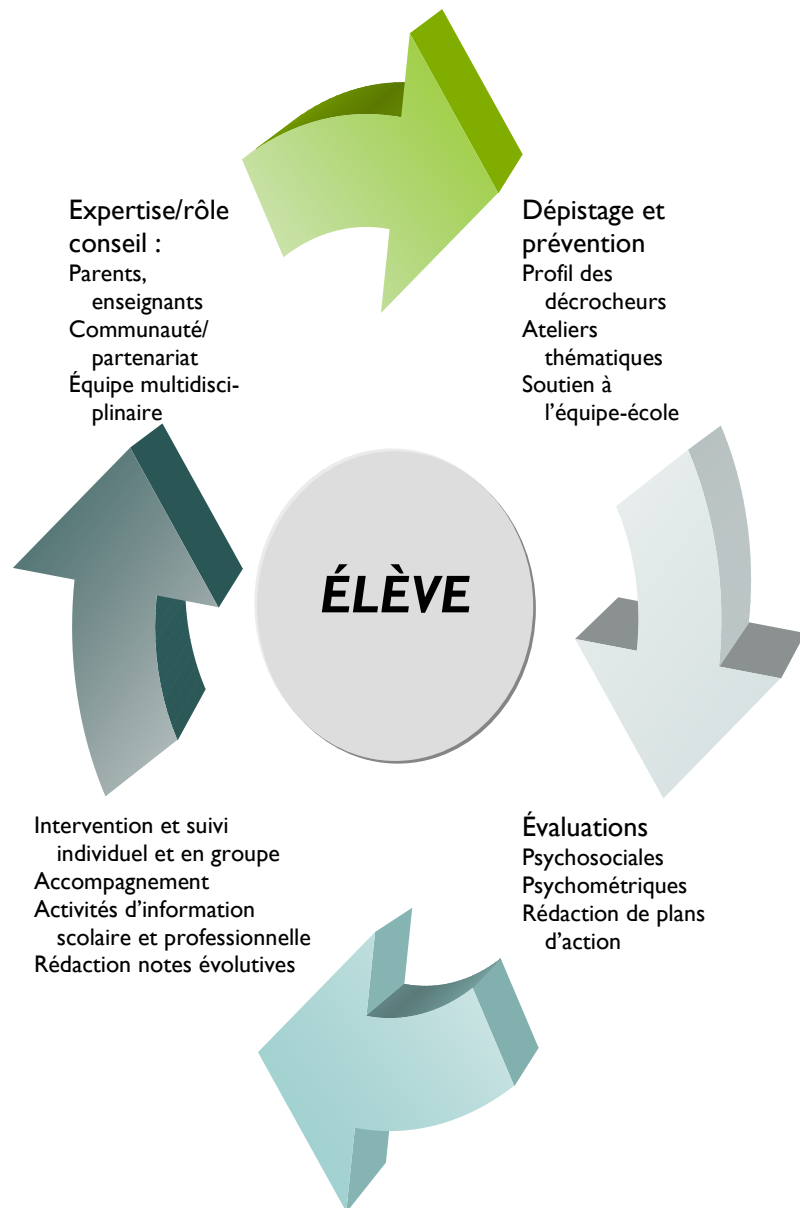 Expertise/rôle
conseil :
Parents,
enseignants
Communauté/
partenariat
Équipe multidisci-
plinaire
Dépistage et
prévention
Profil des
décrocheurs
Ateliers
thématiques
Soutien à
l’équipe-école
ÉLÈVE
Intervention et suivi
individuel et en groupe
Accompagnement
Activités d’information
scolaire et professionnelle
Rédaction notes évolutives
Évaluations
Psychosociales
Psychométriques
Rédaction de plans
d’action